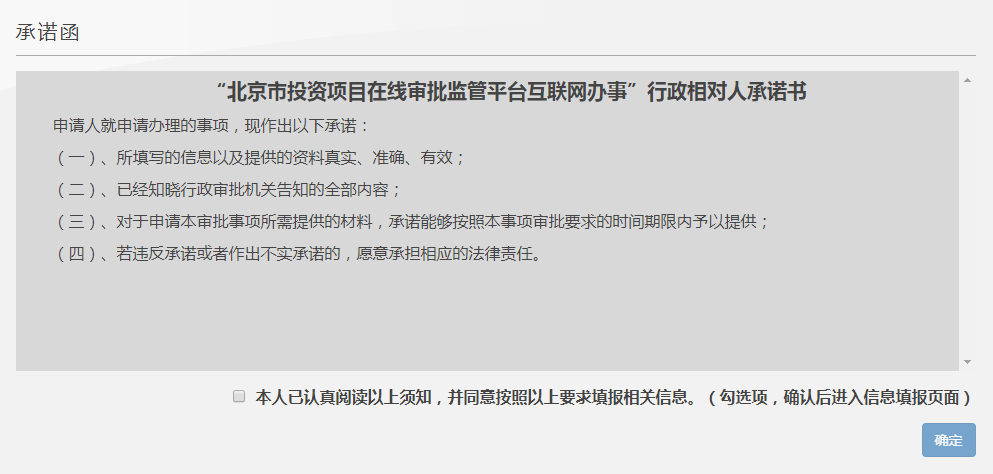 承诺函
“北京市投资项目在线审批监管平台互联网办事”行政相对人承诺书
申请人就申请办理的事项，现作出以下承诺：
（一）、所填写的信息以及提供的资料真实、准确、有效；
（二）、已经知晓行政审批机关告知的全部内容；
（三）、对于申请本审批事项所需提供的材料，承诺能够按照本事项审批要求的时间期限内予以提供；
（四）、若违反承诺或者作出不实承诺的，愿意承担相应的法律责任。
本人已认真阅读以上须知，并同意按照以上要求填报相关信息。（勾选项，确认后进入信息填报页面）
确定